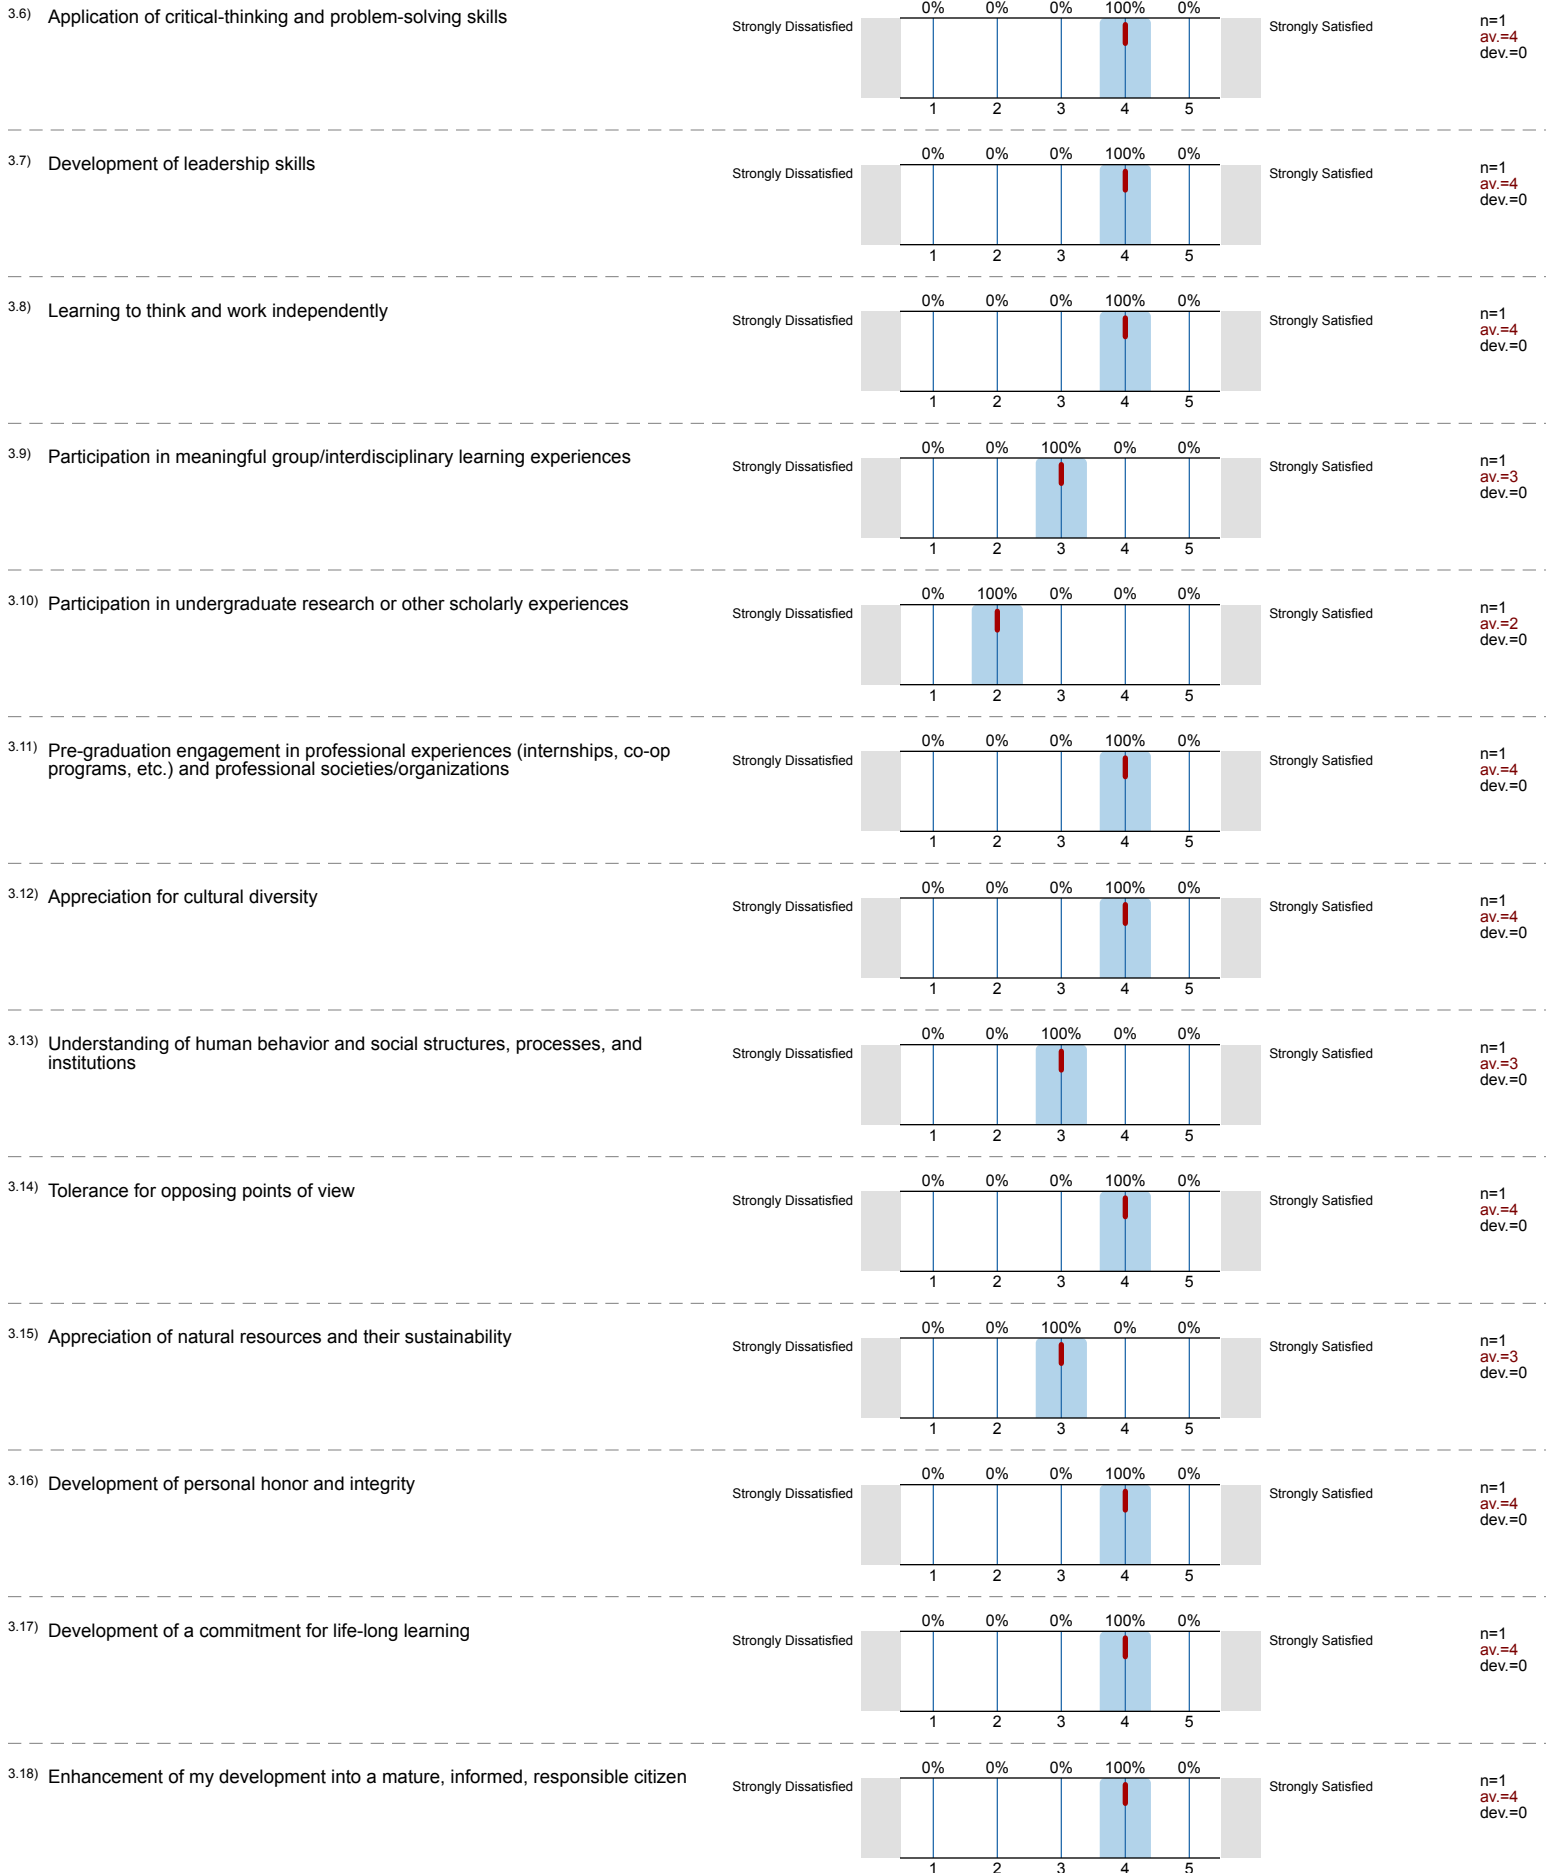 3.6) Application of critical-thinking and problem-solving skills
0% 0% 0% 100% 0%
Strongly Dissatisfied Strongly Satisfied
n=1
av.=4
dev.=0
1 2 3 4 5
3.7) Development of leadership skills
0% 0% 0% 100% 0%
Strongly Dissatisfied Strongly Satisfied
n=1
av.=4
dev.=0
1 2 3 4 5
3.8) Learning to think and work independently
0% 0% 0% 100% 0%
Strongly Dissatisfied Strongly Satisfied
n=1
av.=4
dev.=0
1 2 3 4 5
3.9) Participation in meaningful group/interdisciplinary learning experiences
0% 0% 100% 0% 0%
Strongly Dissatisfied Strongly Satisfied
n=1
av.=3
dev.=0
1 2 3 4 5
3.10) Participation in undergraduate research or other scholarly experiences
0% 100% 0% 0% 0%
Strongly Dissatisfied Strongly Satisfied
n=1
av.=2
dev.=0
1 2 3 4 5
3.11) Pre-graduation engagement in professional experiences (internships, co-op
programs, etc.) and professional societies/organizations
0% 0% 0% 100% 0%
Strongly Dissatisfied Strongly Satisfied
n=1
av.=4
dev.=0
1 2 3 4 5
3.12) Appreciation for cultural diversity
0% 0% 0% 100% 0%
Strongly Dissatisfied Strongly Satisfied
n=1
av.=4
dev.=0
1 2 3 4 5
3.13) Understanding of human behavior and social structures, processes, and
institutions
0% 0% 100% 0% 0%
Strongly Dissatisfied Strongly Satisfied
n=1
av.=3
dev.=0
1 2 3 4 5
3.14) Tolerance for opposing points of view
0% 0% 0% 100% 0%
Strongly Dissatisfied Strongly Satisfied
n=1
av.=4
dev.=0
1 2 3 4 5
3.15) Appreciation of natural resources and their sustainability
0% 0% 100% 0% 0%
Strongly Dissatisfied Strongly Satisfied
n=1
av.=3
dev.=0
1 2 3 4 5
3.16) Development of personal honor and integrity
0% 0% 0% 100% 0%
Strongly Dissatisfied Strongly Satisfied
n=1
av.=4
dev.=0
1 2 3 4 5
3.17) Development of a commitment for life-long learning
0% 0% 0% 100% 0%
Strongly Dissatisfied Strongly Satisfied
n=1
av.=4
dev.=0
1 2 3 4 5
3.18) Enhancement of my development into a mature, informed, responsible citizen
0% 0% 0% 100% 0%
Strongly Dissatisfied Strongly Satisfied
n=1
av.=4
dev.=0
1 2 3 4 5